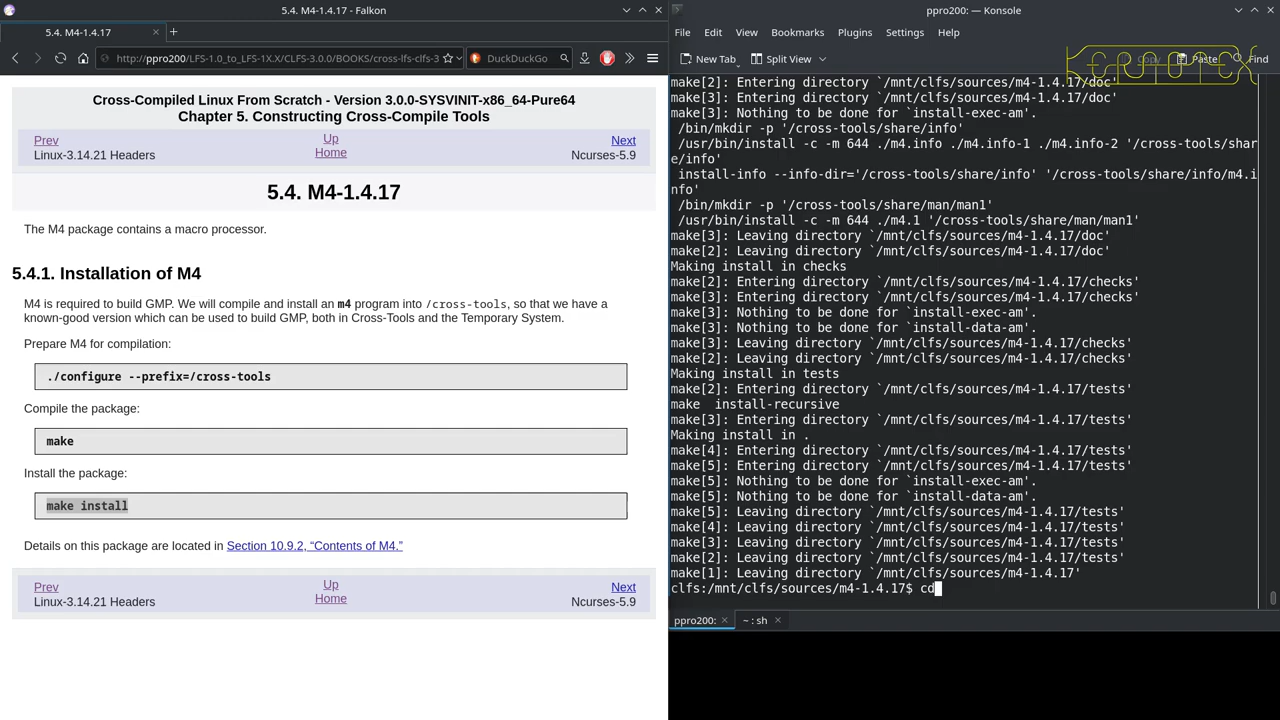 5.4. M4-1.4.17 - Falkon
5.4. M4-1.4.17
http://ppro200/LFS-1.0_to_LFS-1X.X/CLFS-3.0.0/BOOKS/cross-lfs-clfs-3
DuckDuckGo
Cross-Compiled Linux From Scratch - Version 3.0.0-SYSVINIT-x86_64-Pure64
Chapter 5. Constructing Cross-Compile Tools
Prev
Up
Next
Linux-3.14.21 Headers
Home
Ncurses-5.9
5.4. M4-1.4.17
The M4 package contains a macro processor.
5.4.1. Installation of M4
M4 is required to build GMP. We will compile and install an m4 program into /cross-tools, so that we have a
known-good version which can be used to build GMP, both in Cross-Tools and the Temporary System.
Prepare M4 for compilation:
./configure --prefix=/cross-tools
Compile the package:
make
Install the package:
make install
Details on this package are located in Section 10.9.2, “Contents of M4.”
Prev
Up
Next
Linux-3.14.21 Headers
Home
Ncurses-5.9
ppro200: — Konsole
File Edit View Bookmarks Plugins Settings Help
New Tab Split View Copy Paste Find
make[2]: Entering directory `/mnt/clfs/sources/m4-1.4.17/doc'
make[3]: Entering directory `/mnt/clfs/sources/m4-1.4.17/doc'
make[3]: Nothing to be done for `install-exec-am'.
/bin/mkdir -p '/cross-tools/share/info'
/usr/bin/install -c -m 644 ./m4.info ./m4.info-1 ./m4.info-2 '/cross-tools/shar
e/info'
install-info --info-dir='/cross-tools/share/info' '/cross-tools/share/info/m4.i
nfo'
/bin/mkdir -p '/cross-tools/share/man/man1'
/usr/bin/install -c -m 644 ./m4.1 '/cross-tools/share/man/man1'
make[3]: Leaving directory `/mnt/clfs/sources/m4-1.4.17/doc'
make[2]: Leaving directory `/mnt/clfs/sources/m4-1.4.17/doc'
Making install in checks
make[2]: Entering directory `/mnt/clfs/sources/m4-1.4.17/checks'
make[3]: Entering directory `/mnt/clfs/sources/m4-1.4.17/checks'
make[3]: Nothing to be done for `install-exec-am'.
make[3]: Nothing to be done for `install-data-am'.
make[3]: Leaving directory `/mnt/clfs/sources/m4-1.4.17/checks'
make[2]: Leaving directory `/mnt/clfs/sources/m4-1.4.17/checks'
Making install in tests
make[2]: Entering directory `/mnt/clfs/sources/m4-1.4.17/tests'
make  install-recursive
make[3]: Entering directory `/mnt/clfs/sources/m4-1.4.17/tests'
Making install in .
make[4]: Entering directory `/mnt/clfs/sources/m4-1.4.17/tests'
make[5]: Entering directory `/mnt/clfs/sources/m4-1.4.17/tests'
make[5]: Nothing to be done for `install-exec-am'.
make[5]: Nothing to be done for `install-data-am'.
make[5]: Leaving directory `/mnt/clfs/sources/m4-1.4.17/tests'
make[4]: Leaving directory `/mnt/clfs/sources/m4-1.4.17/tests'
make[3]: Leaving directory `/mnt/clfs/sources/m4-1.4.17/tests'
make[2]: Leaving directory `/mnt/clfs/sources/m4-1.4.17/tests'
make[1]: Leaving directory `/mnt/clfs/sources/m4-1.4.17'
clfs:/mnt/clfs/sources/m4-1.4.17$ cd
ppro200:
~ : sh